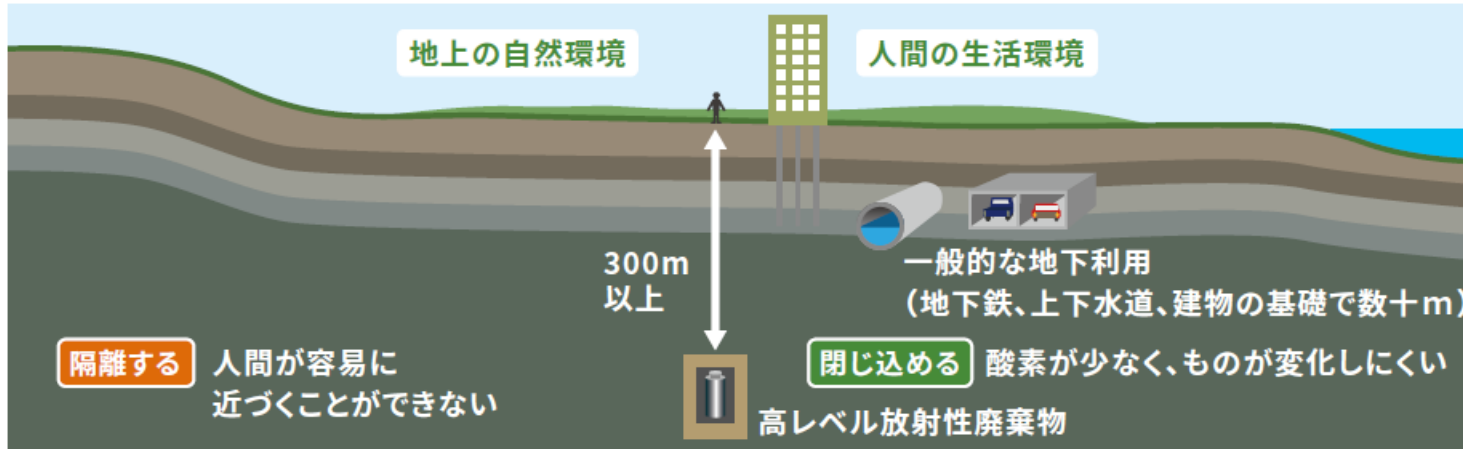 地上の自然環境
人間の生活環境
300m
以上
一般的な地下利用
（地下鉄、上下水道、建物の基礎で数十m）
隔離する
人間が容易に
近づくことができない
閉じ込める
酸素が少なく、ものが変化しにくい
高レベル放射性廃棄物